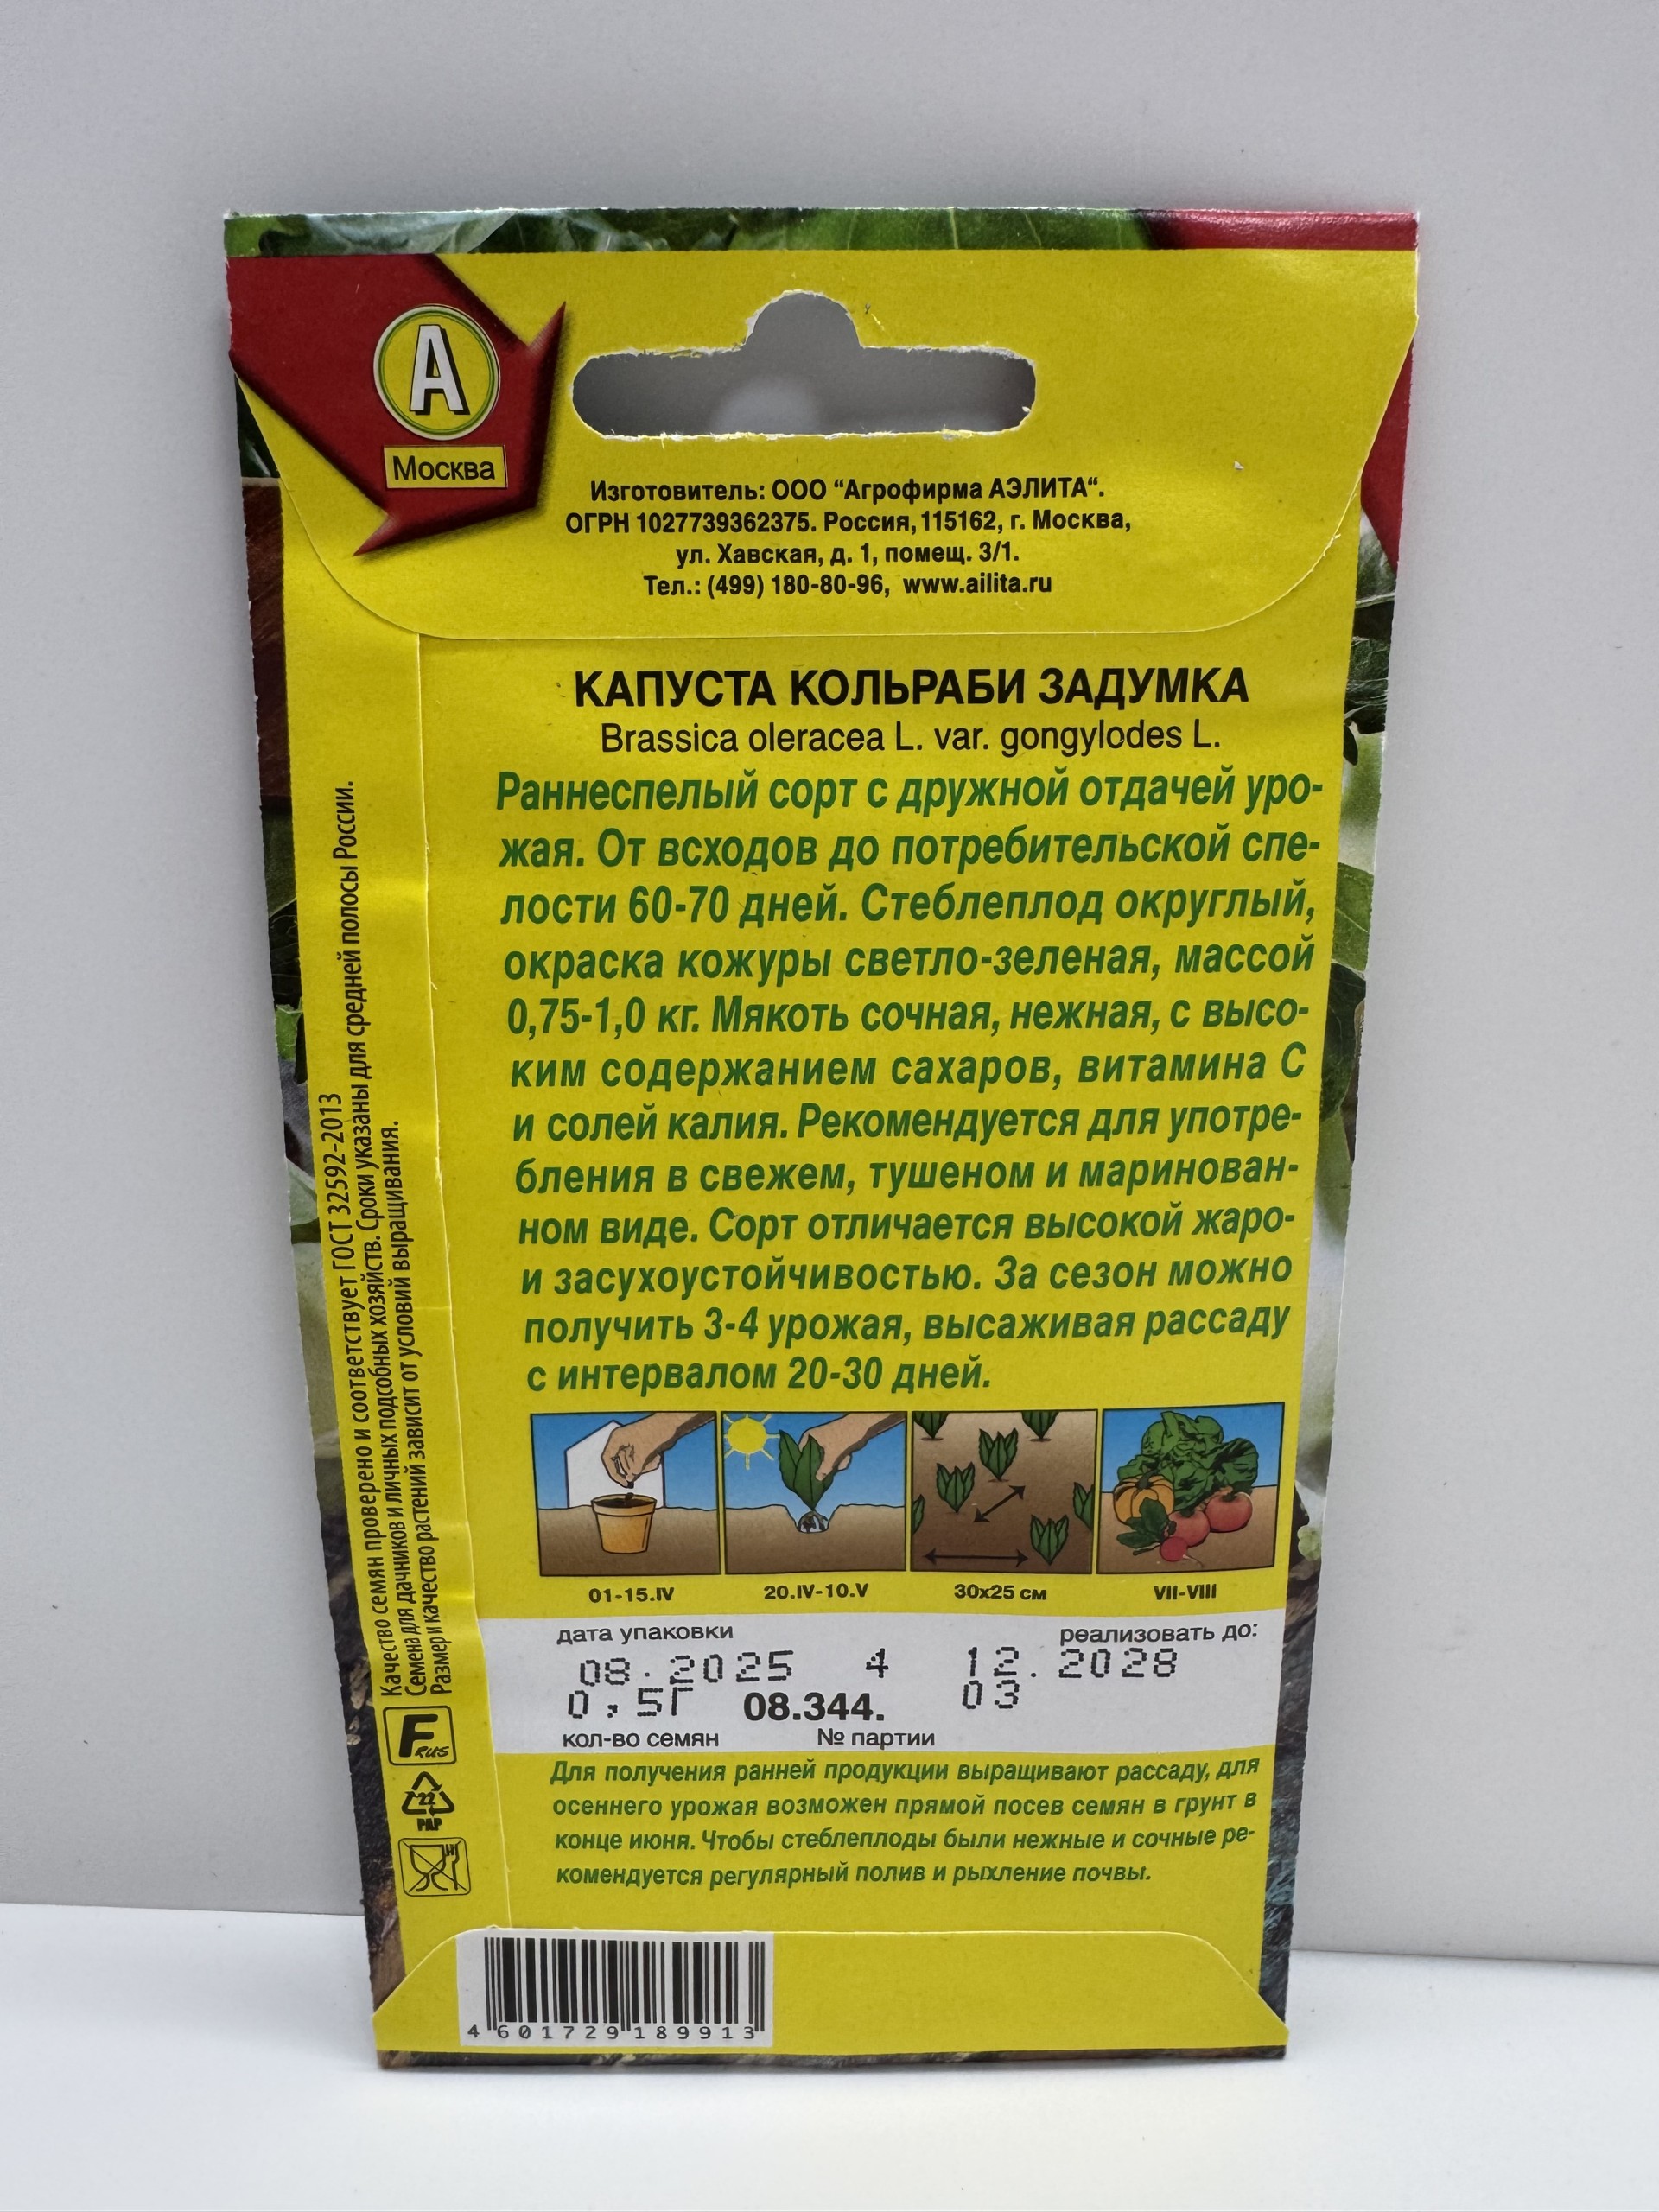 А
Москва
Изготовитель: ООО “Агрофирма АЭЛИТА“.
ОГРН 1027739362375. Россия, 115162, г. Москва,
ул. Хавская, д. 1, помещ. 3/1.
Тел.: (499) 180-80-96, www.ailita.ru
КАПУСТА КОЛЬРАБИ ЗАДУМКА
Brassica oleracea L. var. gongylodes L.
Раннеспелый сорт с дружной отдачей уро-
жая. От всходов до потребительской спе-
лости 60-70 дней. Стеблеплод округлый,
окраска кожуры светло-зеленая, массой
0,75-1,0 кг. Мякоть сочная, нежная, с высо-
ким содержанием сахаров, витамина С
и солей калия. Рекомендуется для употре-
бления в свежем, тушеном и маринован-
ном виде. Сорт отличается высокой жаро-
и засухоустойчивостью. За сезон можно
получить 3-4 урожая, высаживая рассаду
с интервалом 20-30 дней.
01-15.IV 20.IV-10.V 30х25 см VII-VIII
дата упаковки реализовать до:
08.2025 4 12.2028
0,5Г 08.344. 03
кол-во семян № партии
Для получения ранней продукции выращивают рассаду, для
осеннего урожая возможен прямой посев семян в грунт в
конце июня. Чтобы стеблеплоды были нежные и сочные ре-
комендуется регулярный полив и рыхление почвы.
Качество семян проверено и соответствует ГОСТ 32592-2013
Семена для дачников и личных подсобных хозяйств. Сроки указаны для средней полосы России.
Размер и качество растений зависит от условий выращивания.
F RUS
22
PAP
4 601729 189913